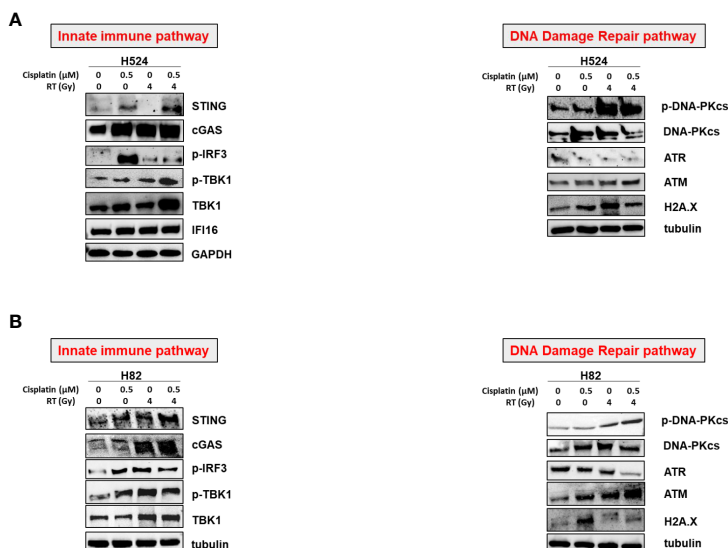 A
Innate immune pathway
H524
Cisplatin (μM) 0 0.5 0 0.5
RT (Gy) 0 0 4 4
STING
cGAS
p-IRF3
p-TBK1
TBK1
IFI16
GAPDH
DNA Damage Repair pathway
H524
Cisplatin (μM) 0 0.5 0 0.5
RT (Gy) 0 0 4 4
p-DNA-PKcs
DNA-PKcs
ATR
ATM
H2A.X
tubulin
B
Innate immune pathway
H82
Cisplatin (μM) 0 0.5 0 0.5
RT (Gy) 0 0 4 4
STING
cGAS
p-IRF3
p-TBK1
TBK1
tubulin
DNA Damage Repair pathway
H82
Cisplatin (μM) 0 0.5 0 0.5
RT (Gy) 0 0 4 4
p-DNA-PKcs
DNA-PKcs
ATR
ATM
H2A.X
tubulin